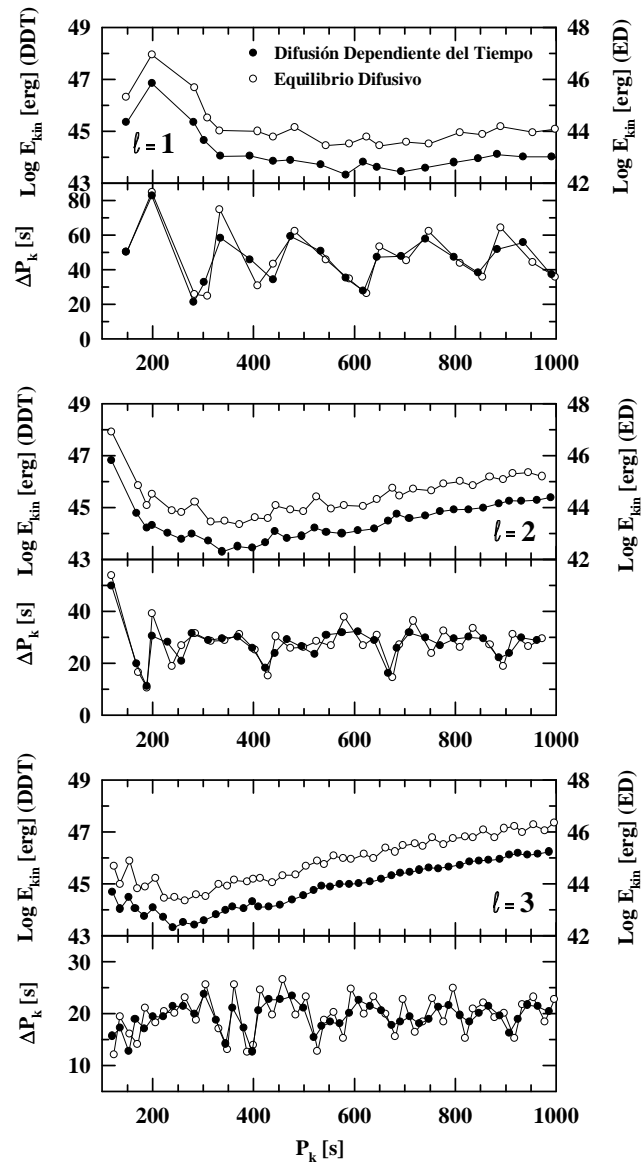 49
47
45
43
Log E_kin [erg] (DDT)
48
46
44
42
Log E_kin [erg] (ED)
● Difusión Dependiente del Tiempo
○ Equilibrio Difusivo
ℓ = 1
80
60
40
20
0
ΔP_k [s]
200 400 600 800 1000
49
47
45
43
Log E_kin [erg] (DDT)
48
46
44
42
Log E_kin [erg] (ED)
ℓ = 2
40
20
0
ΔP_k [s]
200 400 600 800 1000
49
47
45
43
Log E_kin [erg] (DDT)
48
46
44
42
Log E_kin [erg] (ED)
ℓ = 3
30
20
10
ΔP_k [s]
200 400 600 800 1000
P_k [s]